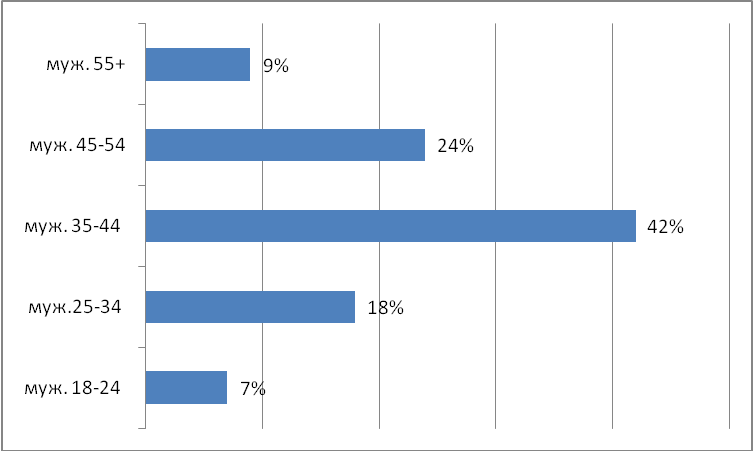 муж. 55+ 9%
муж. 45-54 24%
муж. 35-44 42%
муж.25-34 18%
муж. 18-24 7%